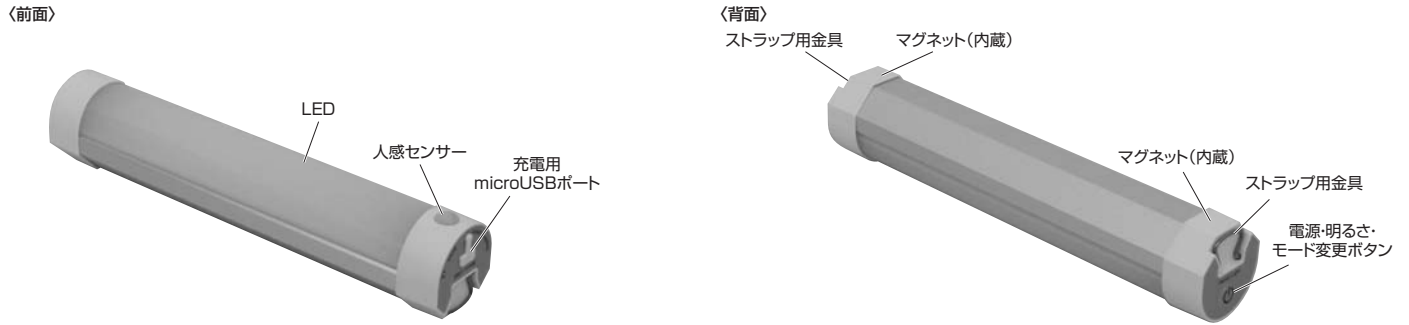 〈前面〉
LED
人感センサー
充電用
microUSBポート
〈背面〉
ストラップ用金具
マグネット(内蔵)
マグネット(内蔵)
ストラップ用金具
電源・明るさ・
モード変更ボタン